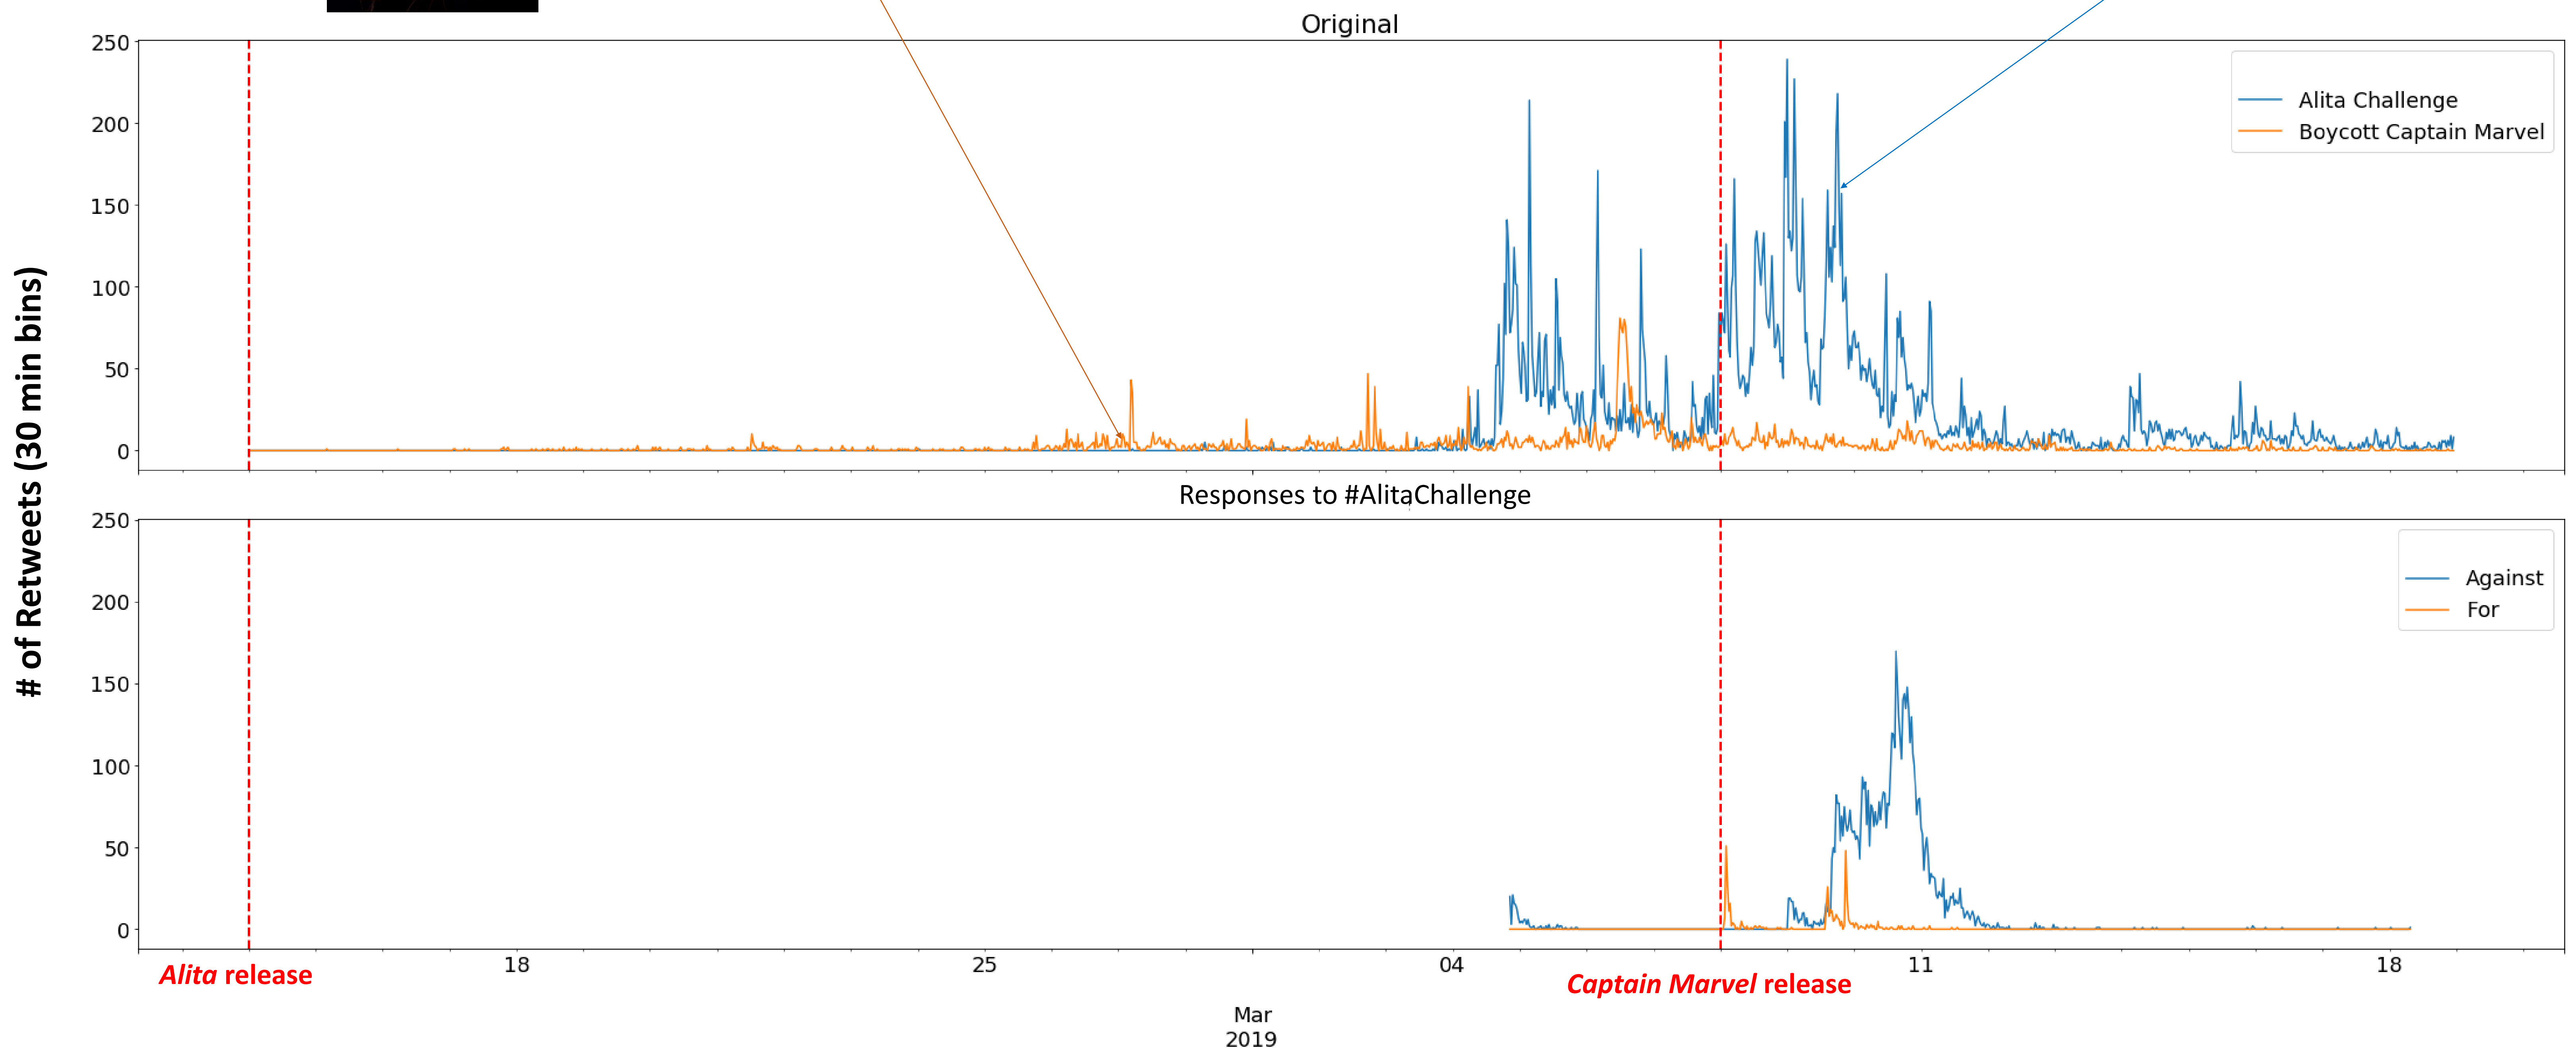 Original
# of Retweets (30 min bins)
250
200
150
100
50
0
Alita Challenge
Boycott Captain Marvel
Responses to #AlitaChallenge
250
200
150
100
50
0
Against
For
18
25
04
11
18
Alita release
Captain Marvel release
Mar
2019